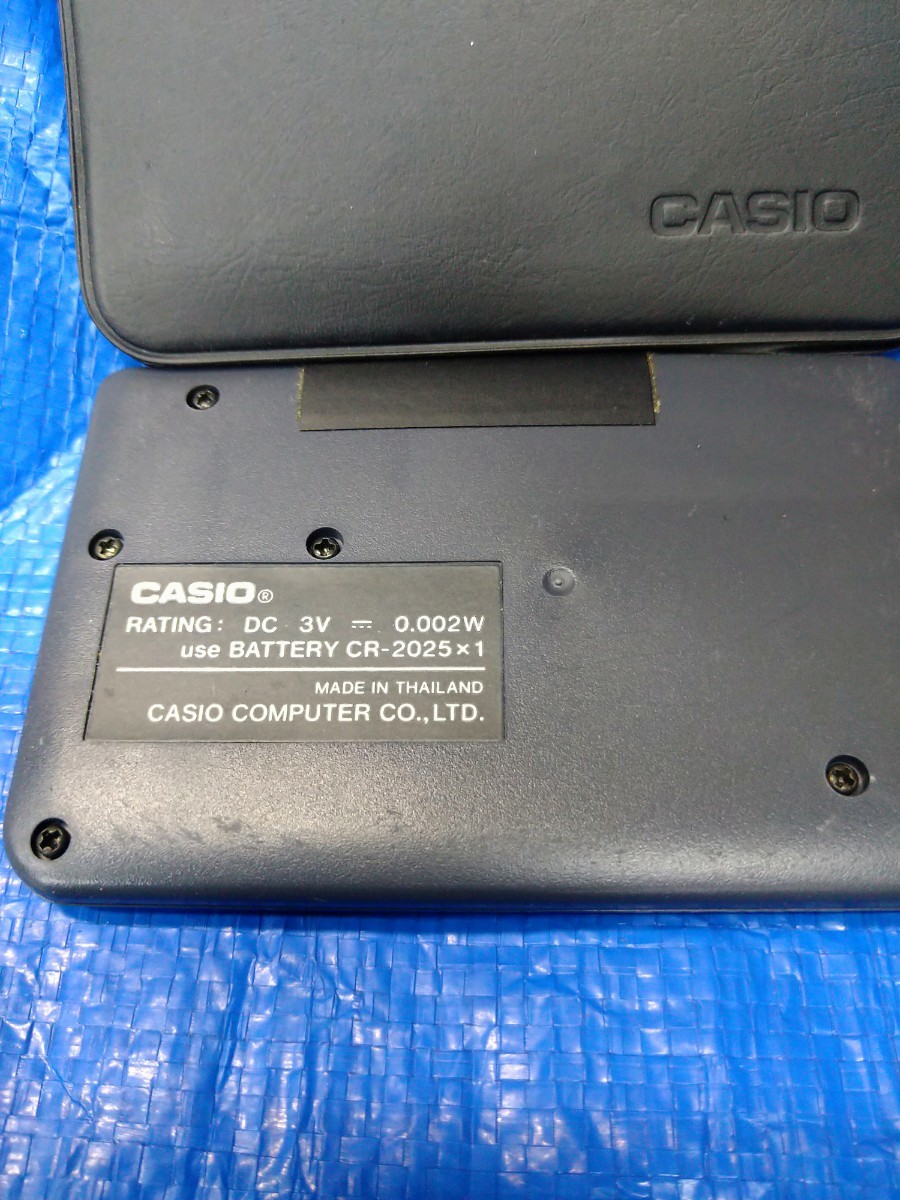 CASIO
CASIO®
RATING: DC 3V ⎓ 0.002W
use BATTERY CR-2025×1
MADE IN THAILAND
CASIO COMPUTER CO.,LTD.